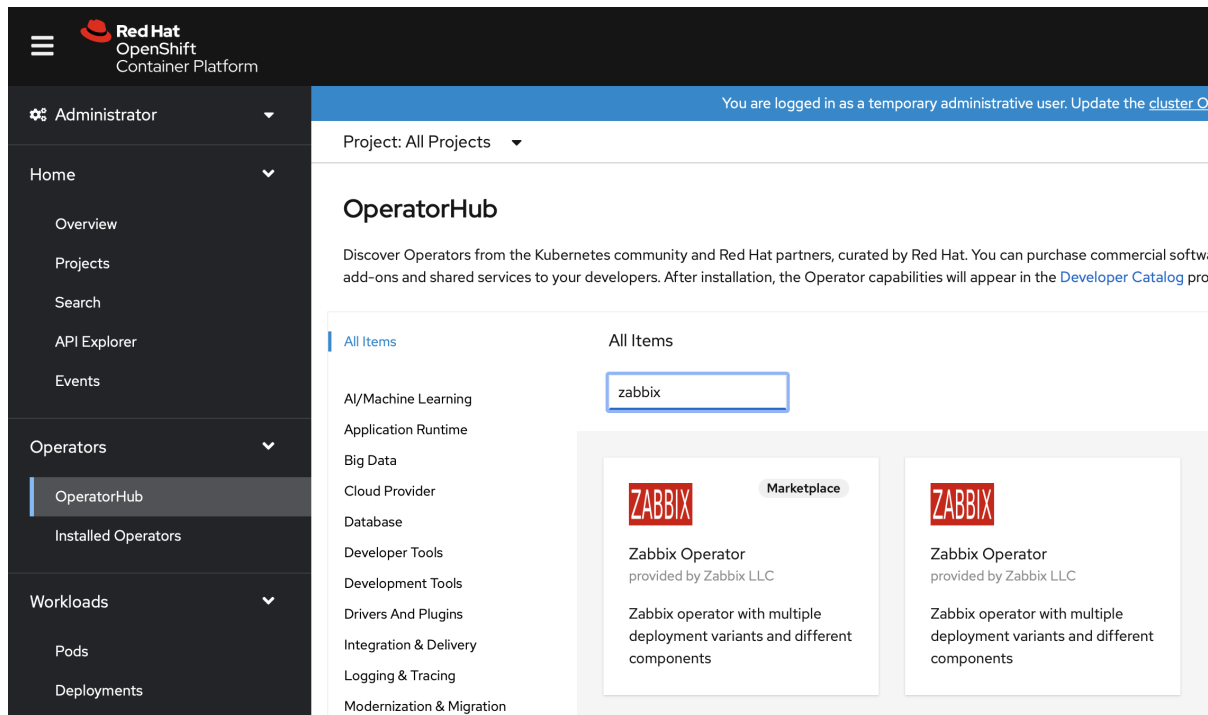 Red Hat
OpenShift
Container Platform
Administrator
You are logged in as a temporary administrative user. Update the cluster O
Project: All Projects
Home
Overview
Projects
Search
API Explorer
Events
Operators
OperatorHub
Installed Operators
Workloads
Pods
Deployments
OperatorHub
Discover Operators from the Kubernetes community and Red Hat partners, curated by Red Hat. You can purchase commercial softwa
add-ons and shared services to your developers. After installation, the Operator capabilities will appear in the Developer Catalog pro
All Items
AI/Machine Learning
Application Runtime
Big Data
Cloud Provider
Database
Developer Tools
Development Tools
Drivers And Plugins
Integration & Delivery
Logging & Tracing
Modernization & Migration
All Items
zabbix
ZABBIX
Marketplace
Zabbix Operator
provided by Zabbix LLC
Zabbix operator with multiple
deployment variants and different
components
ZABBIX
Zabbix Operator
provided by Zabbix LLC
Zabbix operator with multiple
deployment variants and different
components